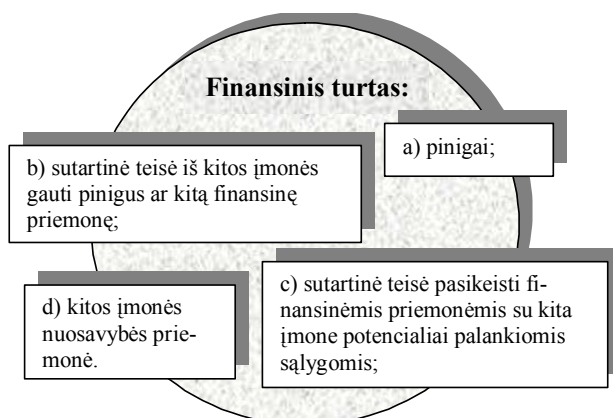 Finansinis turtas:
a) pinigai;
b) sutartinė teisė iš kitos įmonės
gauti pinigus ar kitą finansinę
priemonę;
c) sutartinė teisė pasikeisti fi-
nansinėmis priemonėmis su kita
įmone potencialiai palankiomis
sąlygomis;
d) kitos įmonės
nuosavybės prie-
monė.